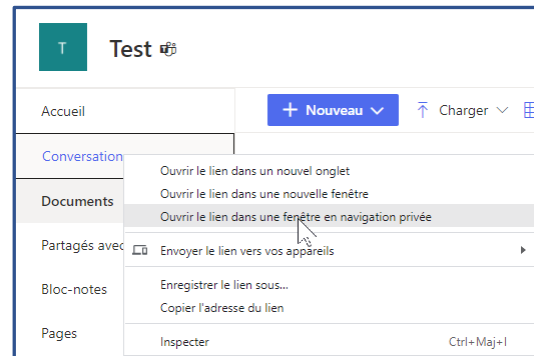 T
Test
Accueil
+ Nouveau
Charger
Conversation
Ouvrir le lien dans un nouvel onglet
Ouvrir le lien dans une nouvelle fenêtre
Documents
Ouvrir le lien dans une fenêtre en navigation privée
Partagés avec
Envoyer le lien vers vos appareils
Bloc-notes
Enregistrer le lien sous...
Copier l'adresse du lien
Pages
Inspecter Ctrl+Maj+I